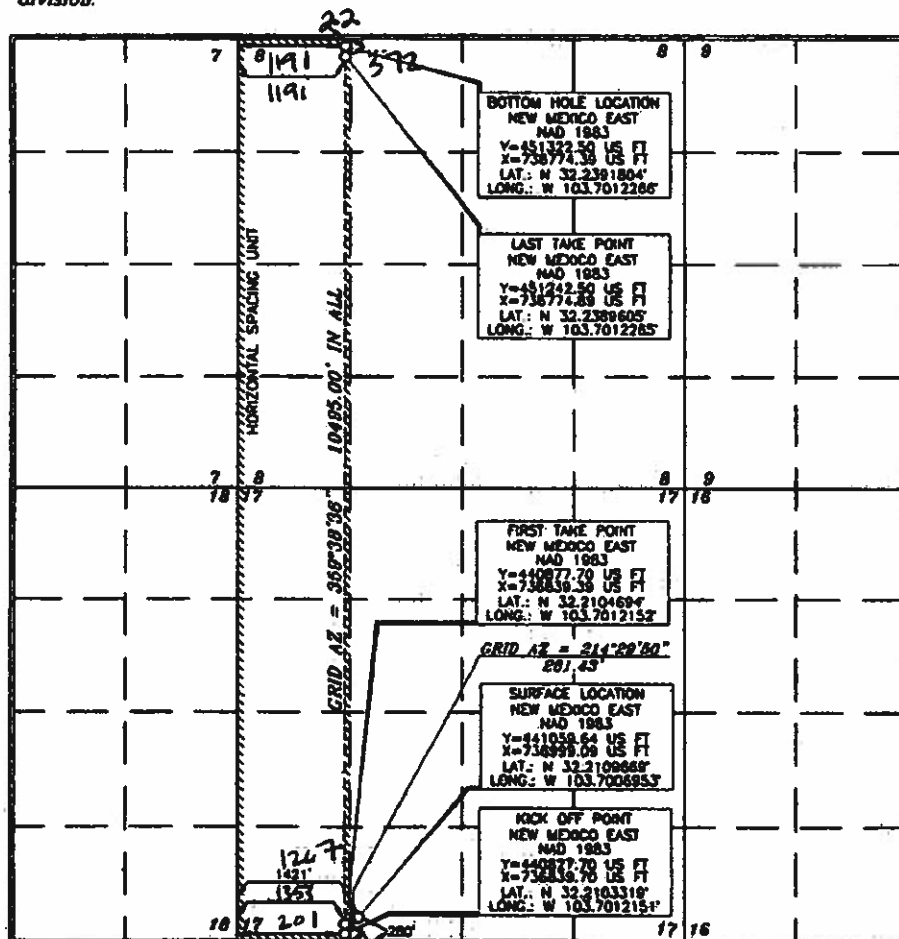 division.
22
7 8
1191
592
8 9
1191
BOTTOM HOLE LOCATION
NEW MEXICO EAST
NAD 1983
Y=451322.50 US FT
X=738774.39 US FT
LAT.: N 32.2391804°
LONG.: W 103.7012266°
LAST TAKE POINT
NEW MEXICO EAST
NAD 1983
Y=451242.50 US FT
X=738774.89 US FT
LAT.: N 32.2389605°
LONG.: W 103.7012265°
HORIZONTAL SPACING UNIT
GRID AZ = 359°38'36" 10495.00' IN ALL
7 8
18 17
8 9
17 16
FIRST TAKE POINT
NEW MEXICO EAST
NAD 1983
Y=440877.70 US FT
X=738839.39 US FT
LAT.: N 32.2104694°
LONG.: W 103.7012152°
GRID AZ = 214°29'50"
281.43'
SURFACE LOCATION
NEW MEXICO EAST
NAD 1983
Y=441059.64 US FT
X=738999.09 US FT
LAT.: N 32.2109669°
LONG.: W 103.7006953°
KICK OFF POINT
NEW MEXICO EAST
NAD 1983
Y=440827.70 US FT
X=738839.70 US FT
LAT.: N 32.2103319°
LONG.: W 103.7012151°
1267
1421'
1353
18 17
201
280'
17 16